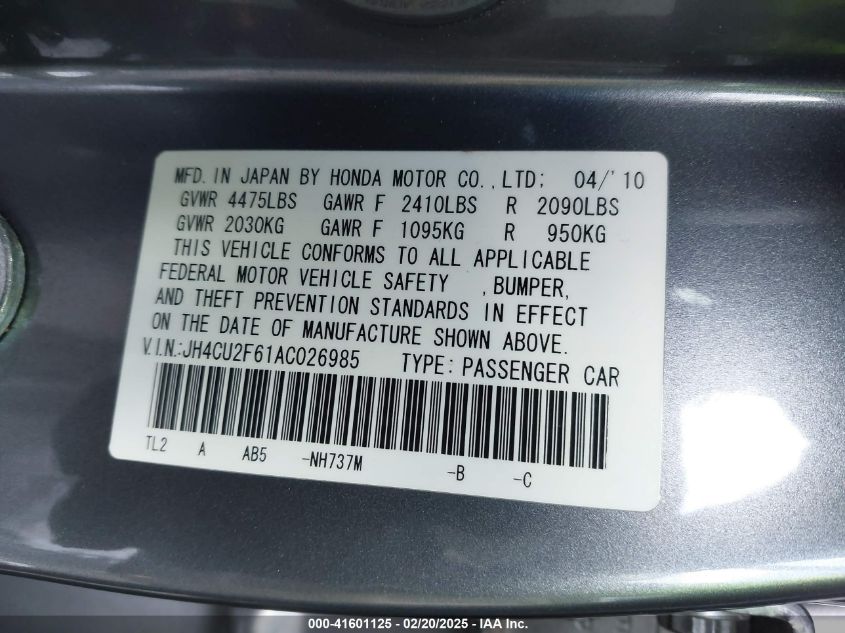 MFD. IN JAPAN BY HONDA MOTOR CO., LTD; 04/'10
GVWR 4475LBS GAWR F 2410LBS R 2090LBS
GVWR 2030KG GAWR F 1095KG R 950KG
THIS VEHICLE CONFORMS TO ALL APPLICABLE
FEDERAL MOTOR VEHICLE SAFETY ,BUMPER,
AND THEFT PREVENTION STANDARDS IN EFFECT
ON THE DATE OF MANUFACTURE SHOWN ABOVE.
V.I.N.:JH4CU2F61AC026985 TYPE: PASSENGER CAR
TL2 A AB5 -NH737M -B -C
000-41601125 - 02/20/2025 - IAA Inc.